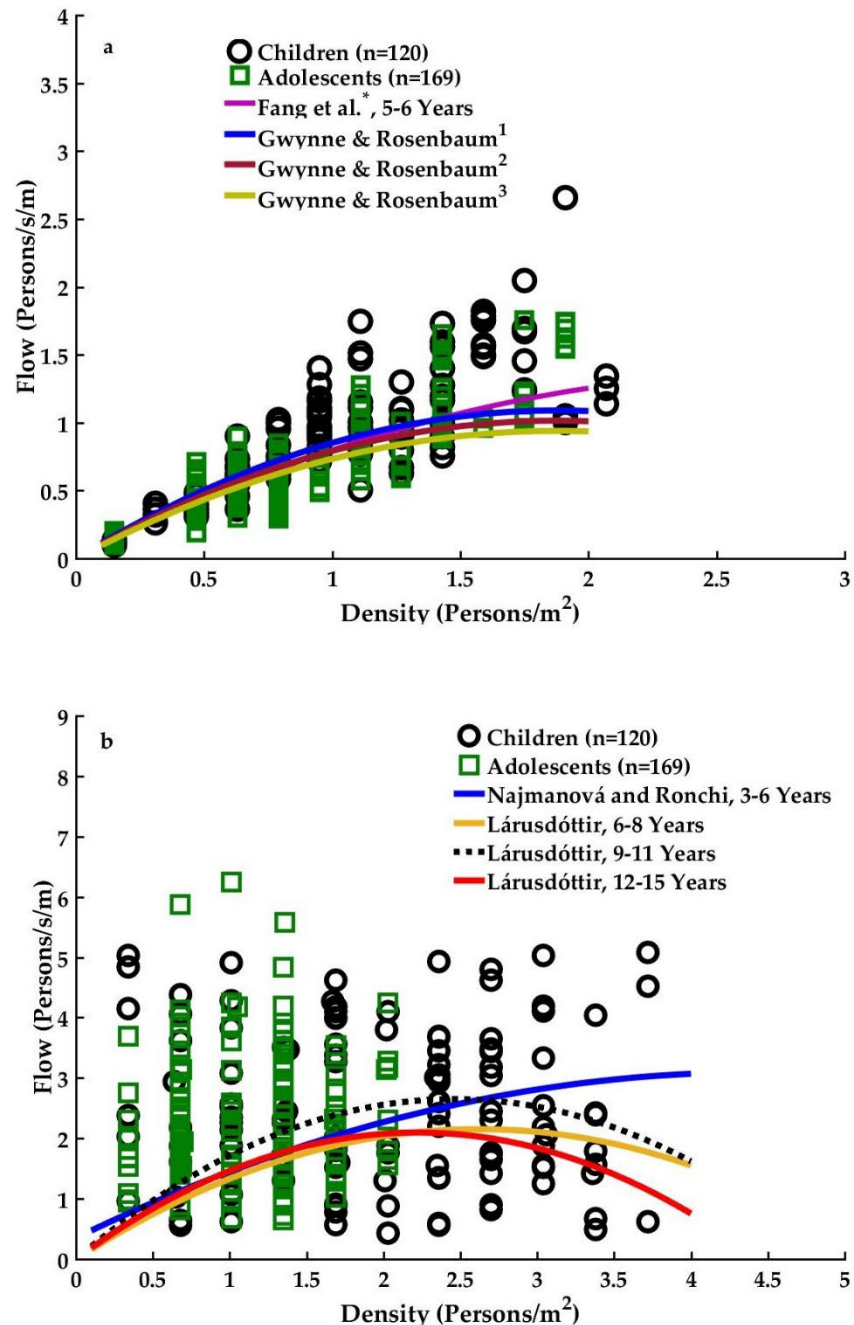 a
Children (n=120)
Adolescents (n=169)
Fang et al.*, 5-6 Years
Gwynne & Rosenbaum1
Gwynne & Rosenbaum2
Gwynne & Rosenbaum3
4
3.5
3
2.5
2
1.5
1
0.5
0
Flow (Persons/s/m)
0 0.5 1 1.5 2 2.5 3
Density (Persons/m2)
b
Children (n=120)
Adolescents (n=169)
Najmanová and Ronchi, 3-6 Years
Lárusdóttir, 6-8 Years
Lárusdóttir, 9-11 Years
Lárusdóttir, 12-15 Years
9
8
7
6
5
4
3
2
1
0
Flow (Persons/s/m)
0 0.5 1 1.5 2 2.5 3 3.5 4 4.5 5
Density (Persons/m2)